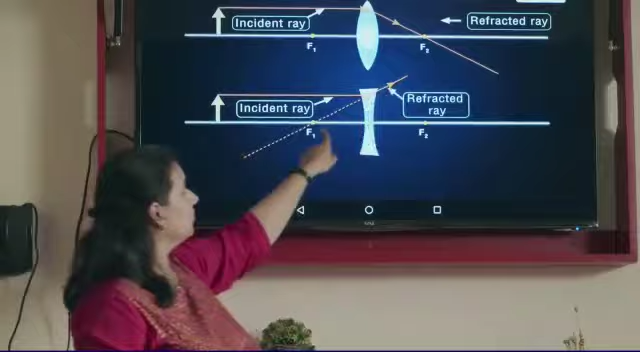 Incident ray
Refracted ray
F1
F2
Incident ray
Refracted
ray
F1
F2